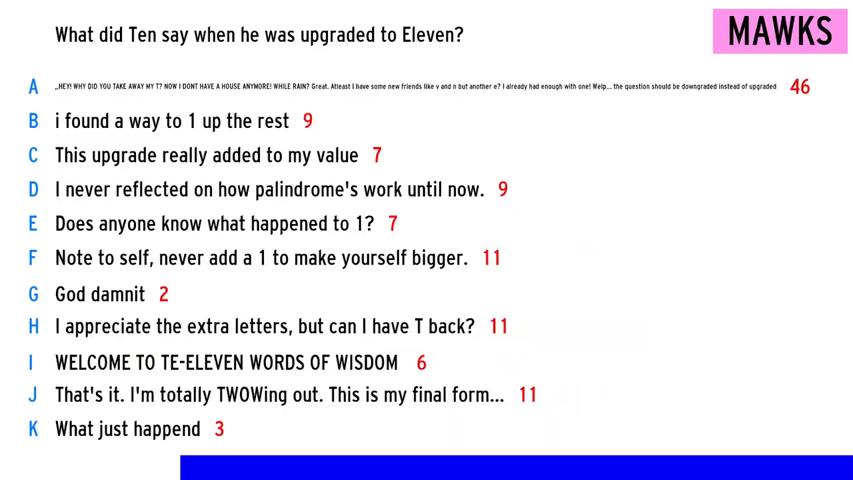 What did Ten say when he was upgraded to Eleven?
MAWKS
A „HEY! WHY DID YOU TAKE AWAY MY T? NOW I DONT HAVE A HOUSE ANYMORE! WHILE RAIN? Great. Atleast I have some new friends like v and n but another e? I already had enough with one! Welp... the question should be downgraded instead of upgraded 46
B i found a way to 1 up the rest 9
C This upgrade really added to my value 7
D I never reflected on how palindrome's work until now. 9
E Does anyone know what happened to 1? 7
F Note to self, never add a 1 to make yourself bigger. 11
G God damnit 2
H I appreciate the extra letters, but can I have T back? 11
I WELCOME TO TE-ELEVEN WORDS OF WISDOM 6
J That's it. I'm totally TWOWing out. This is my final form... 11
K What just happend 3